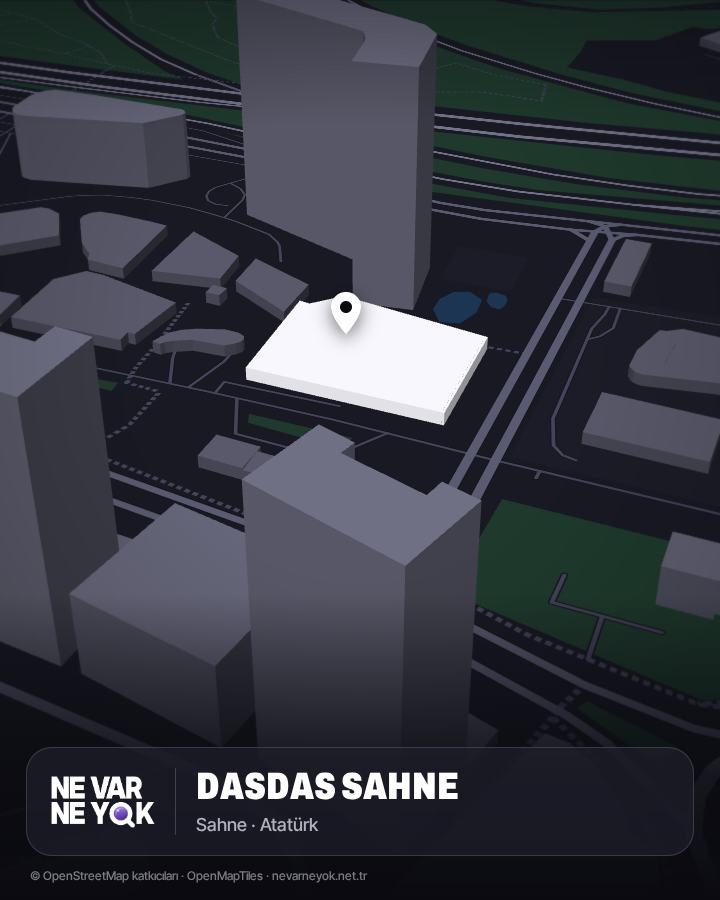 NE VAR
NE YOK
DASDAS SAHNE
Sahne · Atatürk
© OpenStreetMap katkıcıları · OpenMapTiles · nevarneyok.net.tr